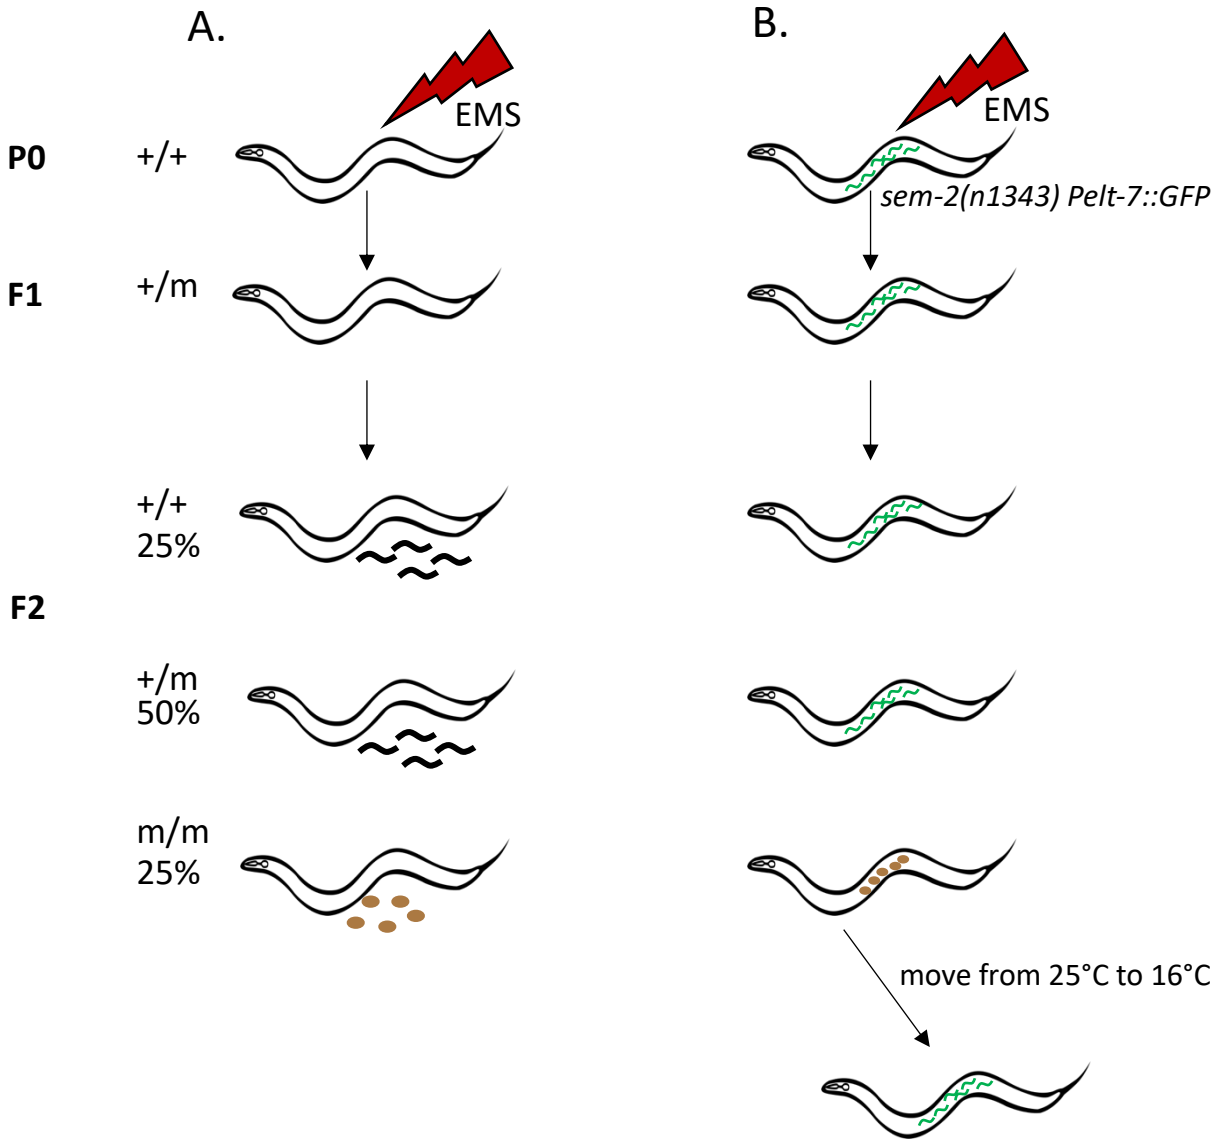 A.
B.
EMS
EMS
P0
+/+
sem-2(n1343) Pelt-7::GFP
F1
+/m
+/+
25%
F2
+/m
50%
m/m
25%
move from 25°C to 16°C